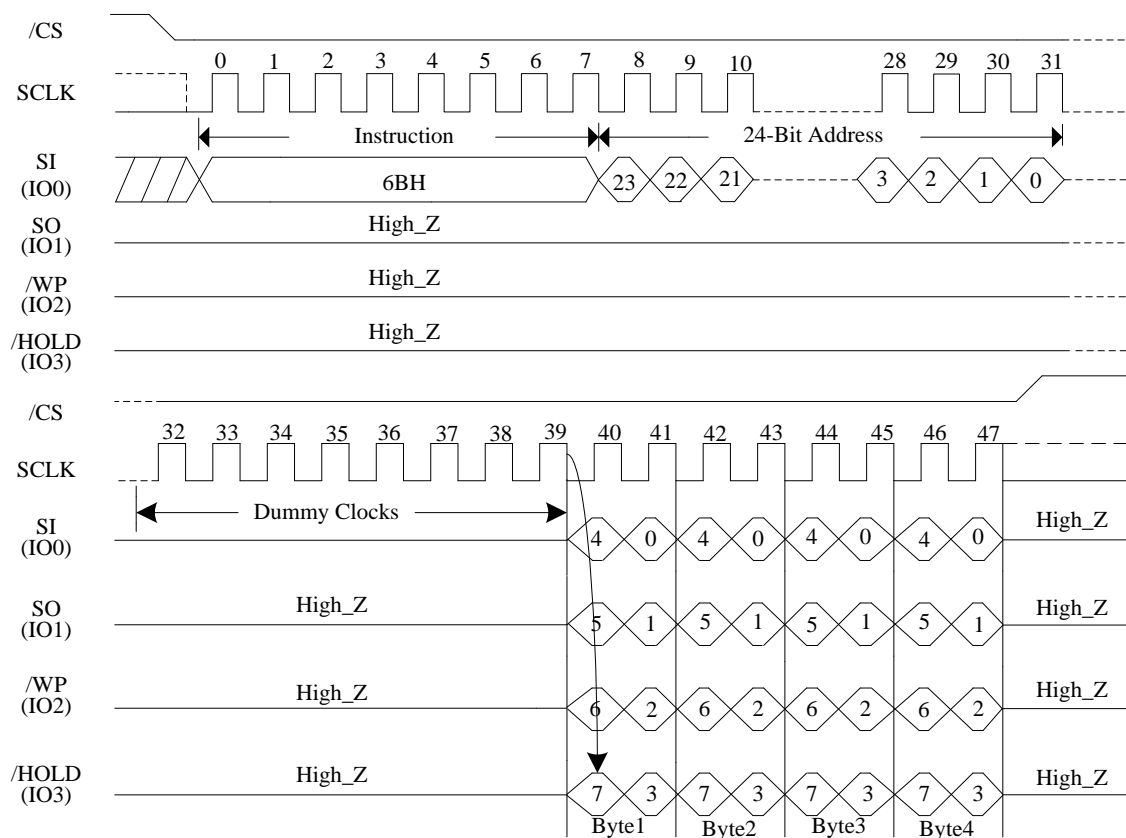 /CS
0 1 2 3 4 5 6 7 8 9 10 28 29 30 31
SCLK
Instruction 24-Bit Address
SI
(IO0)
6BH 23 22 21 3 2 1 0
SO
(IO1)
High_Z
/WP
(IO2)
High_Z
/HOLD
(IO3)
High_Z
/CS
32 33 34 35 36 37 38 39 40 41 42 43 44 45 46 47
SCLK
Dummy Clocks
SI
(IO0)
4 0 4 0 4 0 4 0 High_Z
SO
(IO1)
High_Z 5 1 5 1 5 1 5 1 High_Z
/WP
(IO2)
High_Z 6 2 6 2 6 2 6 2 High_Z
/HOLD
(IO3)
High_Z 7 3 7 3 7 3 7 3 High_Z
Byte1 Byte2 Byte3 Byte4